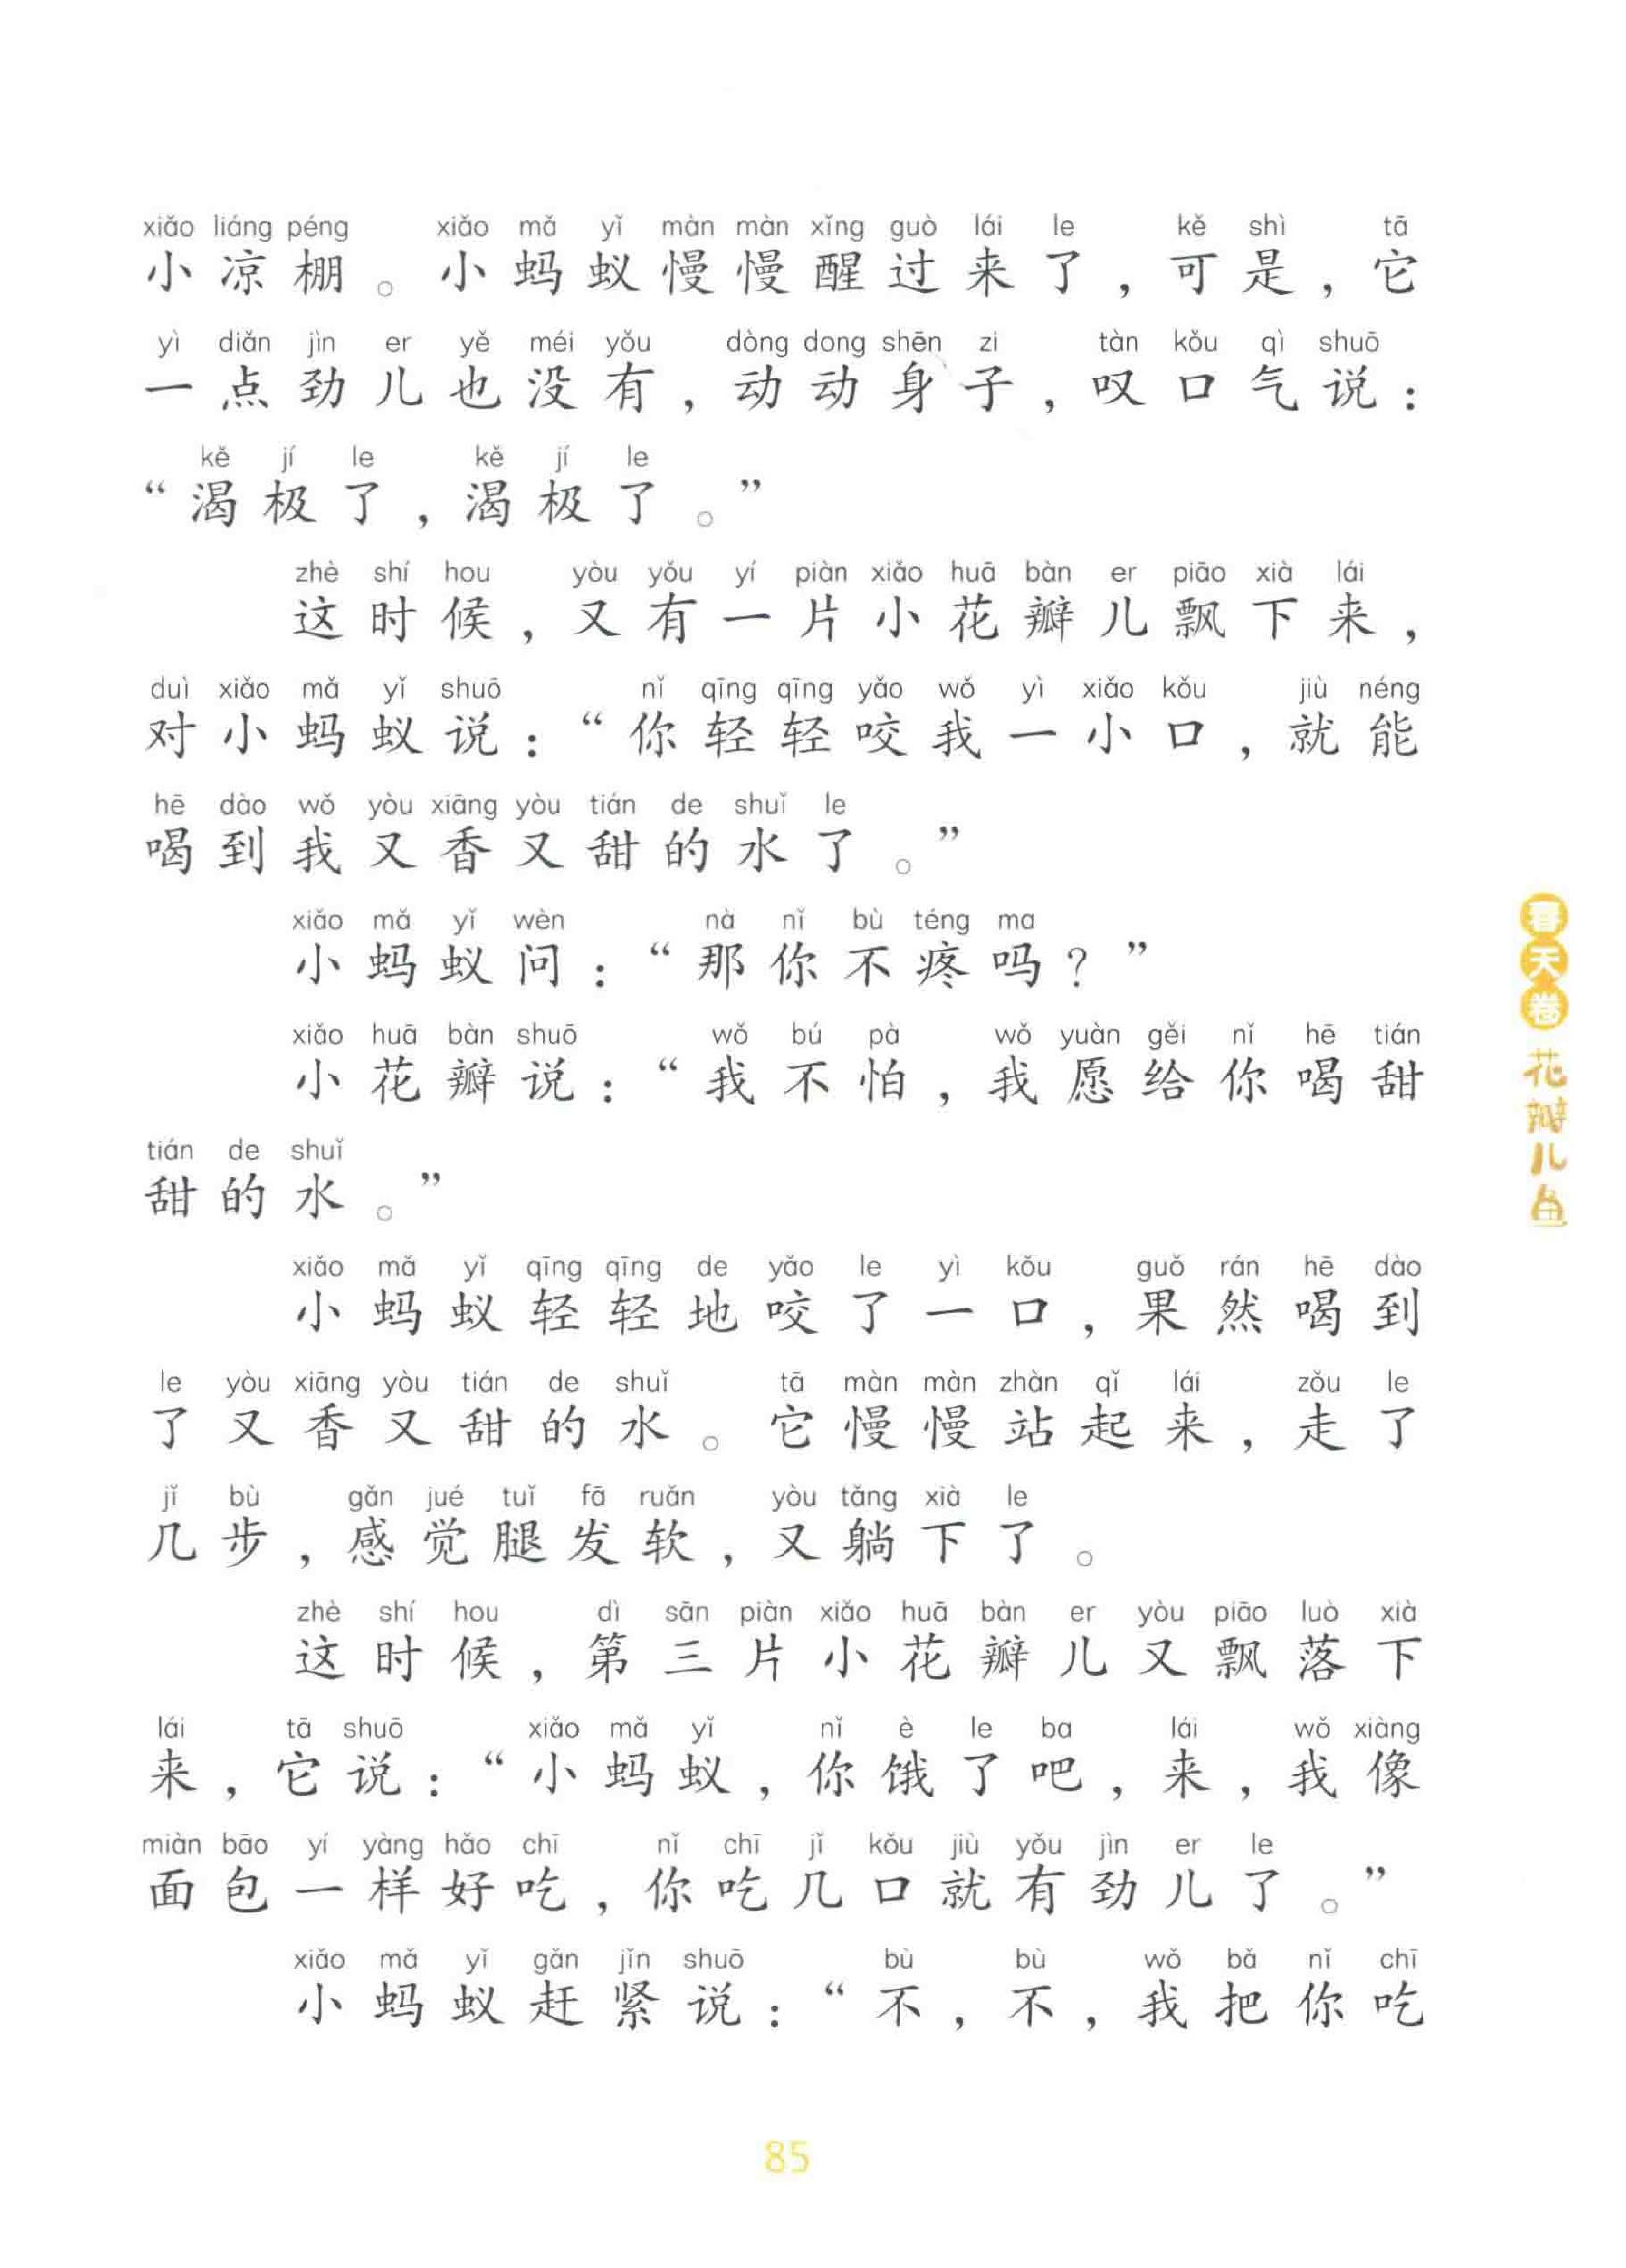 xiǎo liáng péng xiǎo mǎ yǐ màn màn xǐng guò lái le kě shì tā
小凉棚。小蚂蚁慢慢醒过来了，可是，它
yì diǎn jìn er yě méi yǒu dòng dong shēn zi tàn kǒu qì shuō
一点劲儿也没有，动动身子，叹口气说：
kě jí le kě jí le
“渴极了，渴极了。”
zhè shí hou yòu yǒu yí piàn xiǎo huā bàn er piāo xià lái
这时候，又有一片小花瓣儿飘下来，
duì xiǎo mǎ yǐ shuō nǐ qīng qīng yǎo wǒ yì xiǎo kǒu jiù néng
对小蚂蚁说：“你轻轻咬我一小口，就能
hē dào wǒ yòu xiāng yòu tián de shuǐ le
喝到我又香又甜的水了。”
xiǎo mǎ yǐ wèn nà nǐ bù téng ma
小蚂蚁问：“那你不疼吗？”
xiǎo huā bàn shuō wǒ bú pà wǒ yuàn gěi nǐ hē tián
小花瓣说：“我不怕，我愿给你喝甜
tián de shuǐ
甜的水。”
xiǎo mǎ yǐ qīng qīng de yǎo le yì kǒu guǒ rán hē dào
小蚂蚁轻轻地咬了一口，果然喝到
le yòu xiāng yòu tián de shuǐ tā màn màn zhàn qǐ lái zǒu le
了又香又甜的水。它慢慢站起来，走了
jǐ bù gǎn jué tuǐ fā ruǎn yòu tǎng xià le
几步，感觉腿发软，又躺下了。
zhè shí hou dì sān piàn xiǎo huā bàn er yòu piāo luò xià
这时候，第三片小花瓣儿又飘落下
lái tā shuō xiǎo mǎ yǐ nǐ è le ba lái wǒ xiàng
来，它说：“小蚂蚁，你饿了吧，来，我像
miàn bāo yí yàng hǎo chī nǐ chī jǐ kǒu jiù yǒu jìn er le
面包一样好吃，你吃几口就有劲儿了。”
xiǎo mǎ yǐ gǎn jǐn shuō bù bù wǒ bǎ nǐ chī
小蚂蚁赶紧说：“不，不，我把你吃
春天卷
花瓣儿鱼
85